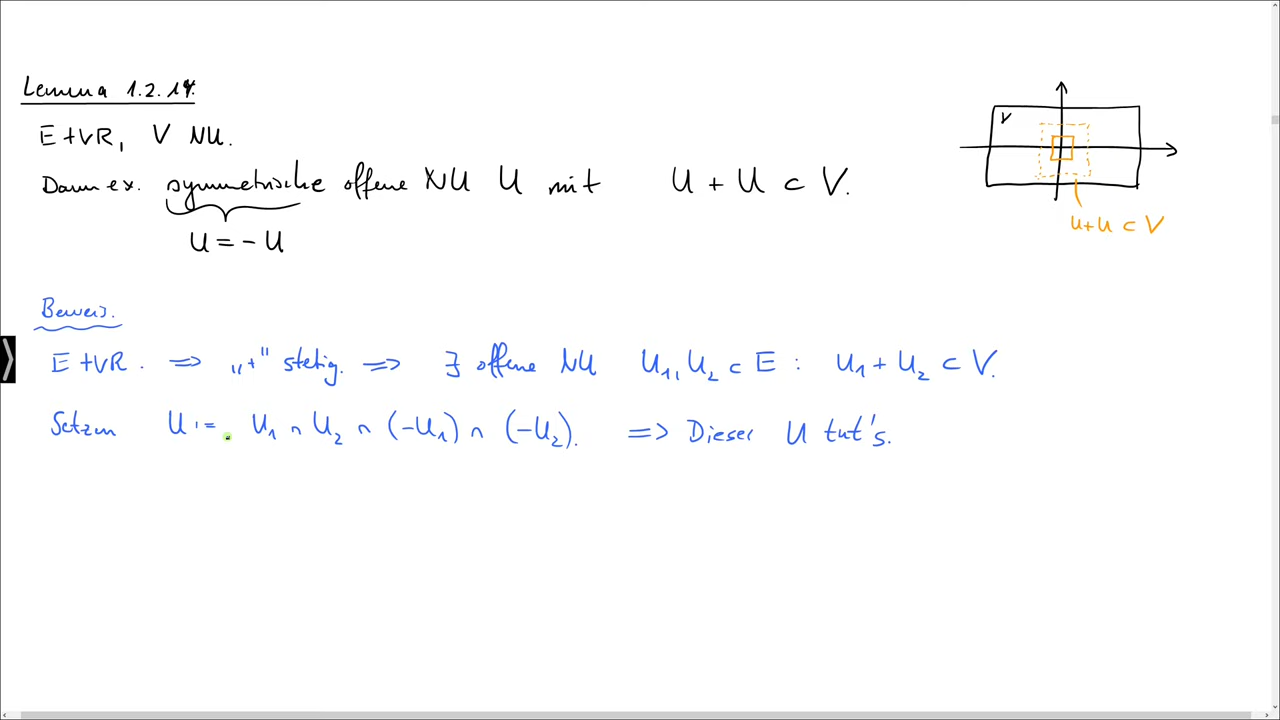 Lemma 1.2.14.
E tVR, V NU.
V
Dann ex. symmetrische offene NU U mit U + U ⊂ V.
U+U ⊂ V
U = - U
Beweis.
E tVR. => „+" stetig. => ∃ offene NU U₁, U₂ ⊂ E : U₁ + U₂ ⊂ V.
Setzen U := U₁ ∩ U₂ ∩ (-U₁) ∩ (-U₂). => Dieser U tut's.